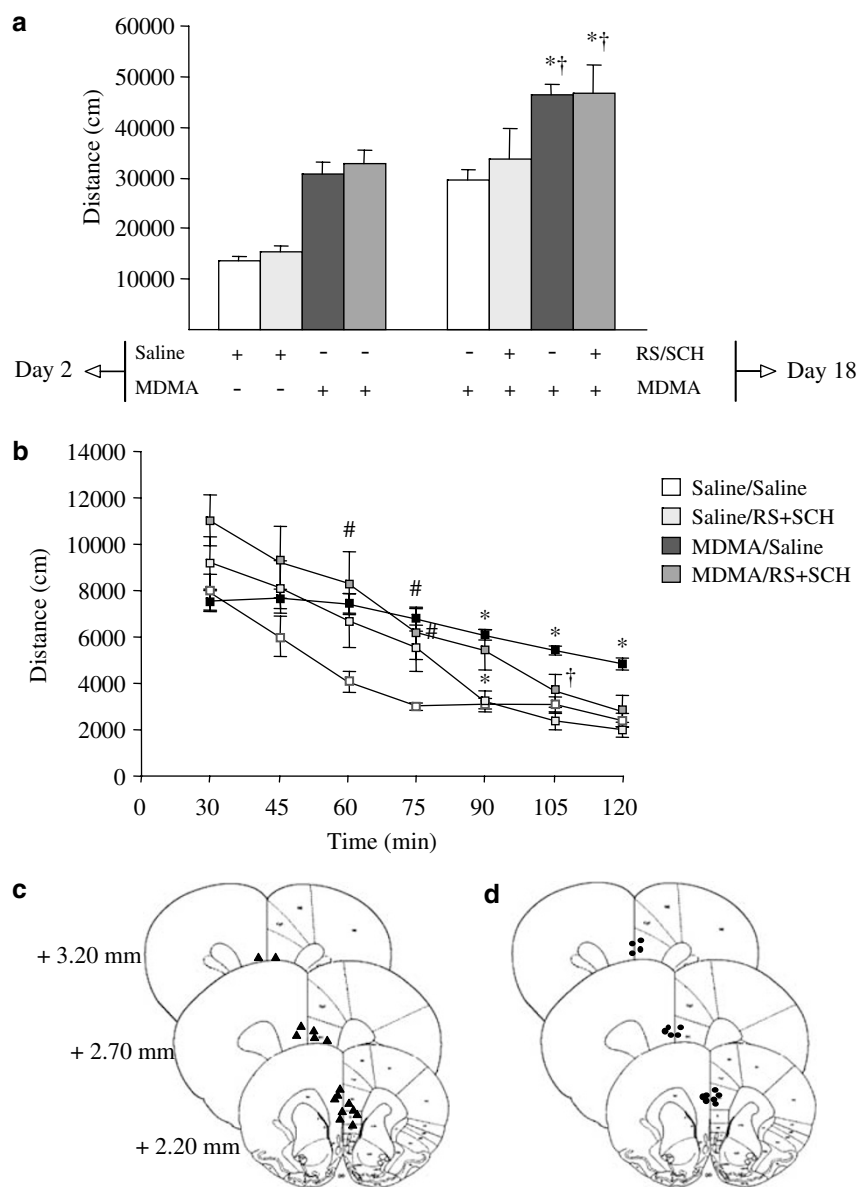 a
60000
50000
40000
30000
20000
10000
Distance (cm)
*† *†
Saline + + - - - + - + RS/SCH
MDMA - - + + + + + + MDMA
Day 2
Day 18
b
14000
12000
10000
8000
6000
4000
2000
0
Distance (cm)
# # # * * * * †
0 30 45 60 75 90 105 120
Time (min)
Saline/Saline
Saline/RS+SCH
MDMA/Saline
MDMA/RS+SCH
c
+ 3.20 mm
+ 2.70 mm
+ 2.20 mm
d